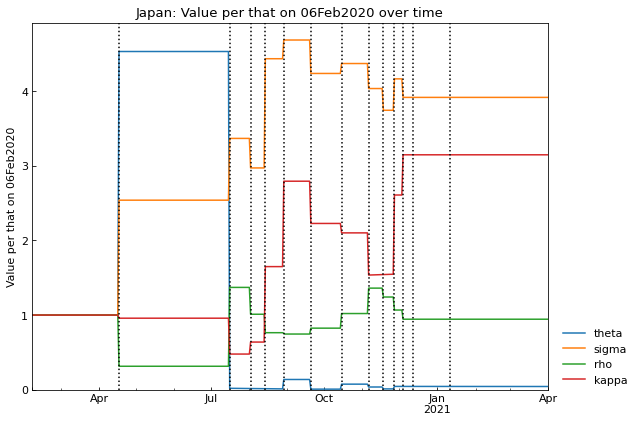 Japan: Value per that on 06Feb2020 over time
Value per that on 06Feb2020
4
3
2
1
0
Apr
Jul
Oct
Jan
2021
Apr
theta
sigma
rho
kappa